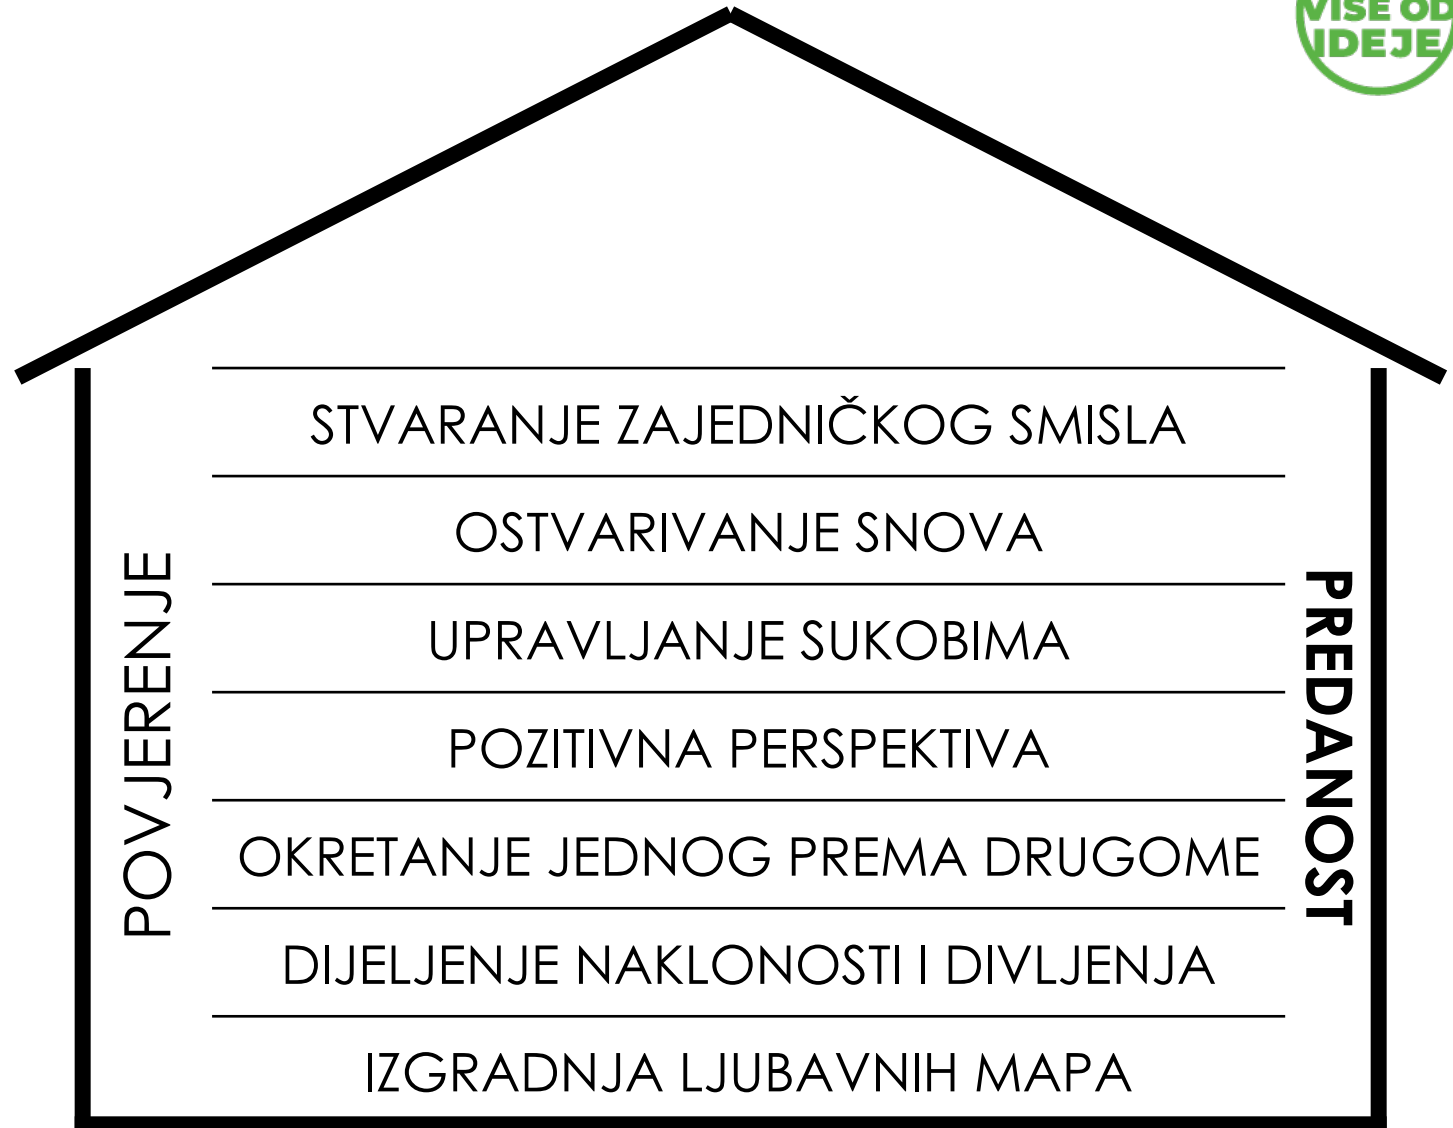 VIŠE OD
IDEJE
STVARANJE ZAJEDNIČKOG SMISLA
OSTVARIVANJE SNOVA
UPRAVLJANJE SUKOBIMA
POZITIVNA PERSPEKTIVA
OKRETANJE JEDNOG PREMA DRUGOME
DIJELJENJE NAKLONOSTI I DIVLJENJA
IZGRADNJA LJUBAVNIH MAPA
POVJERENJE
PREDANOST